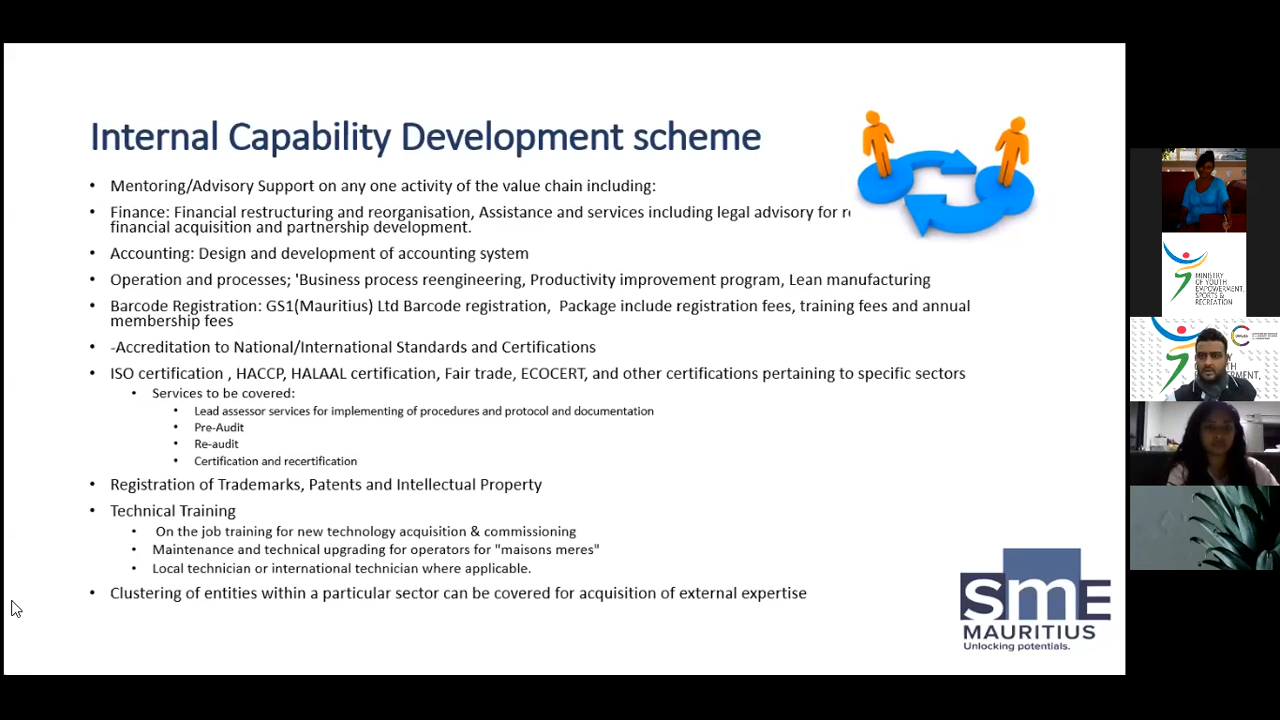 Internal Capability Development scheme
• Mentoring/Advisory Support on any one activity of the value chain including:
• Finance: Financial restructuring and reorganisation, Assistance and services including legal advisory for
financial acquisition and partnership development.
• Accounting: Design and development of accounting system
• Operation and processes; 'Business process reengineering, Productivity improvement program, Lean manufacturing
• Barcode Registration: GS1(Mauritius) Ltd Barcode registration, Package include registration fees, training fees and annual
membership fees
• -Accreditation to National/International Standards and Certifications
• ISO certification , HACCP, HALAAL certification, Fair trade, ECOCERT, and other certifications pertaining to specific sectors
• Services to be covered:
• Lead assessor services for implementing of procedures and protocol and documentation
• Pre-Audit
• Re-audit
• Certification and recertification
• Registration of Trademarks, Patents and Intellectual Property
• Technical Training
• On the job training for new technology acquisition & commissioning
• Maintenance and technical upgrading for operators for "maisons meres"
• Local technician or international technician where applicable.
• Clustering of entities within a particular sector can be covered for acquisition of external expertise
SmE
MAURITIUS
Unlocking potentials.
MINISTRY
OF YOUTH
EMPOWERMENT,
SPORTS &
RECREATION